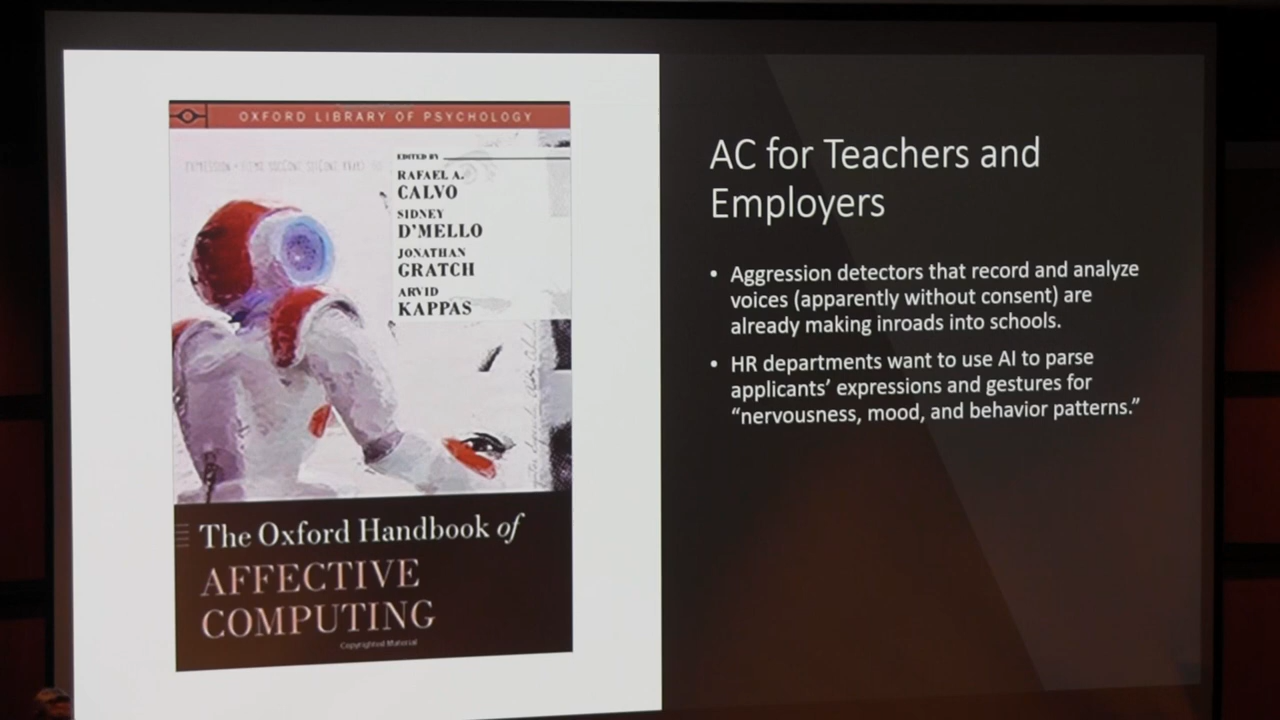 OXFORD LIBRARY OF PSYCHOLOGY
EDITED BY
RAFAEL A.
CALVO
SIDNEY
D'MELLO
JONATHAN
GRATCH
ARVID
KAPPAS
The Oxford Handbook of
AFFECTIVE
COMPUTING
Copyrighted Material
AC for Teachers and
Employers
• Aggression detectors that record and analyze
voices (apparently without consent) are
already making inroads into schools.
• HR departments want to use AI to parse
applicants’ expressions and gestures for
“nervousness, mood, and behavior patterns.”